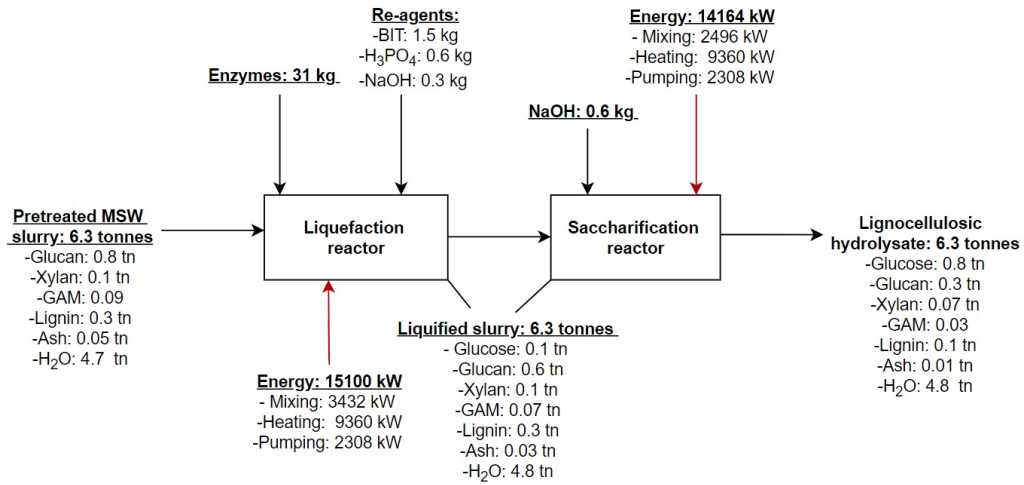 Re-agents:
-BIT: 1.5 kg
-H₃PO₄: 0.6 kg
-NaOH: 0.3 kg
Energy: 14164 kW
- Mixing: 2496 kW
-Heating:  9360 kW
-Pumping: 2308 kW
Enzymes: 31 kg
NaOH: 0.6 kg
Pretreated MSW
slurry: 6.3 tonnes
-Glucan: 0.8 tn
-Xylan: 0.1 tn
-GAM: 0.09
-Lignin: 0.3 tn
-Ash: 0.05 tn
-H₂O: 4.7  tn
Liquefaction
reactor
Saccharification
reactor
Lignocellulosic
hydrolysate: 6.3 tonnes
-Glucose: 0.8 tn
-Glucan: 0.3 tn
-Xylan: 0.07 tn
-GAM: 0.03
-Lignin: 0.1 tn
-Ash: 0.01 tn
-H₂O: 4.8  tn
Energy: 15100 kW
- Mixing: 3432 kW
-Heating:  9360 kW
-Pumping: 2308 kW
Liquified slurry: 6.3 tonnes
- Glucose: 0.1 tn
-Glucan: 0.6 tn
-Xylan: 0.1 tn
-GAM: 0.07 tn
-Lignin: 0.3 tn
-Ash: 0.03 tn
-H₂O: 4.8 tn